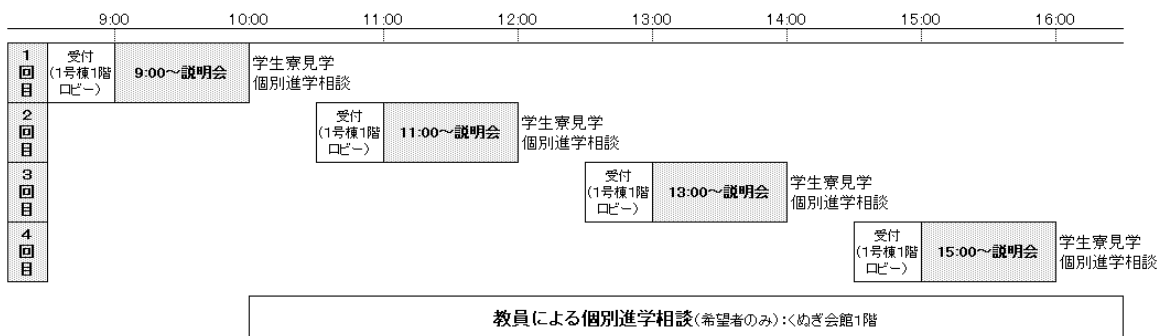 9:00 10:00 11:00 12:00 13:00 14:00 15:00 16:00
1回目
受付
(1号棟1階
ロビー)
9:00～説明会
学生寮見学
個別進学相談
2回目
受付
(1号棟1階
ロビー)
11:00～説明会
学生寮見学
個別進学相談
3回目
受付
(1号棟1階
ロビー)
13:00～説明会
学生寮見学
個別進学相談
4回目
受付
(1号棟1階
ロビー)
15:00～説明会
学生寮見学
個別進学相談
教員による個別進学相談(希望者のみ):くぬぎ会館1階